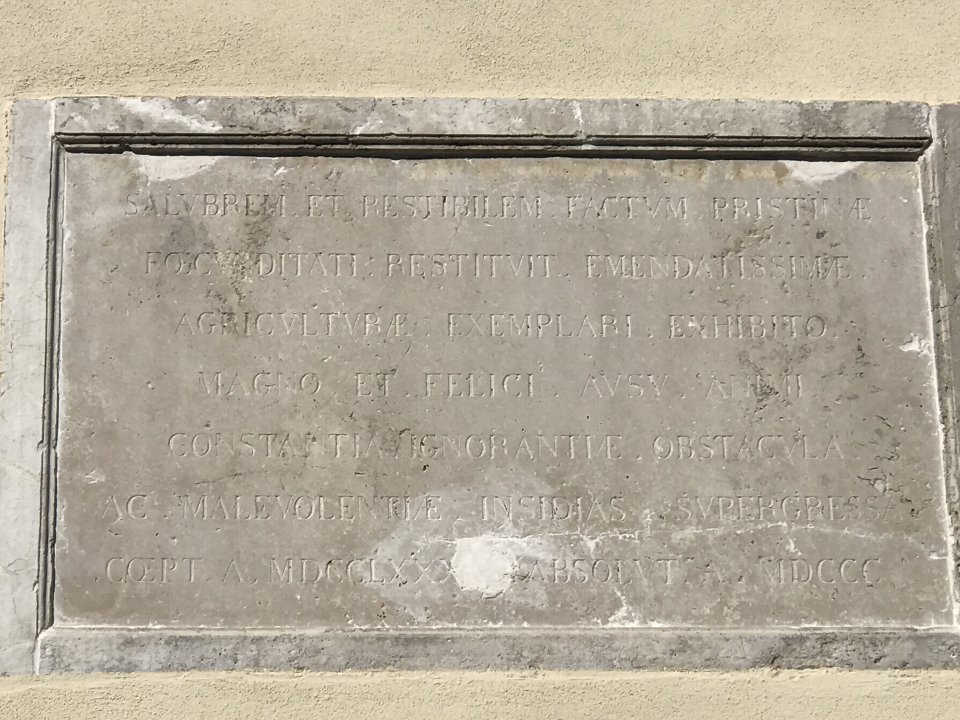 SALVBREM . ET . RESTIBILEM . FACTVM . PRISTINÆ
FOECVNDITATI . RESTITVIT . EMENDATISSIMÆ
AGRICVLTVRÆ . EXEMPLARI . EXHIBITO .
MAGNO . ET . FELICI . AVSV . ANIMI
CONSTANTIA . IGNORANTIÆ . OBSTACVLA .
AC . MALEVOLENTIÆ . INSIDIAS . SVPERGRESSA
CŒPT . A . ABSOLVT . A . MDCCC